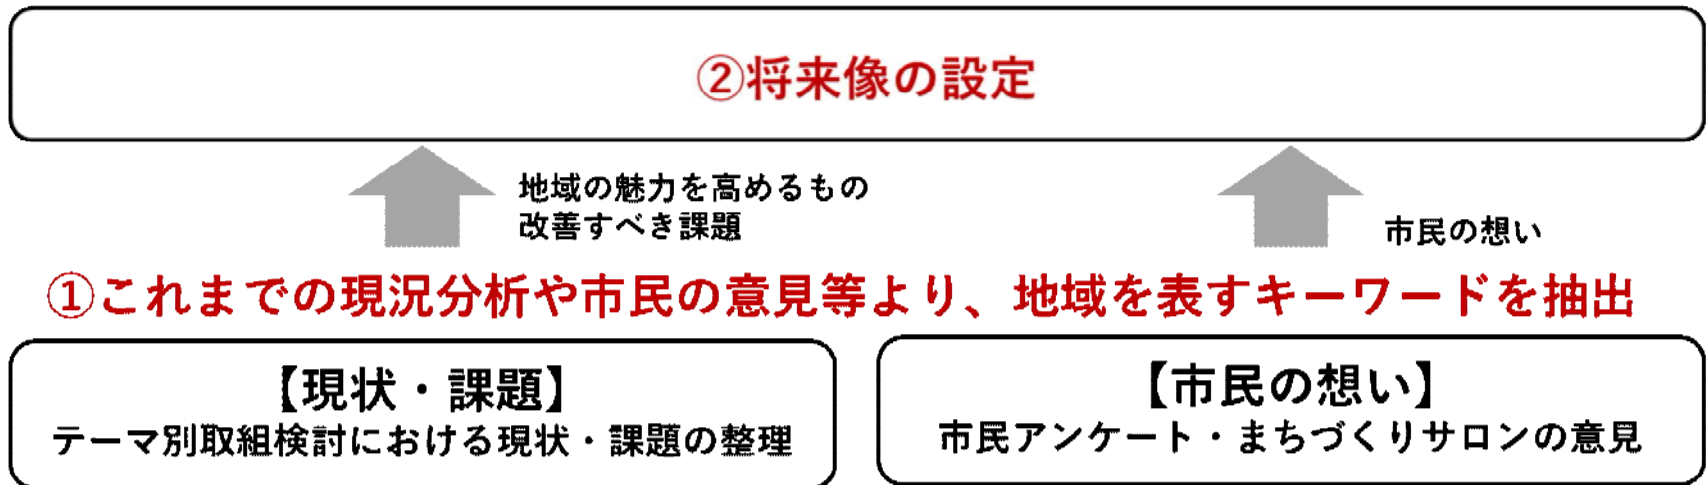 ②将来像の設定
地域の魅力を高めるもの
改善すべき課題
市民の想い
①これまでの現況分析や市民の意見等より、地域を表すキーワードを抽出
【現状・課題】
テーマ別取組検討における現状・課題の整理
【市民の想い】
市民アンケート・まちづくりサロンの意見